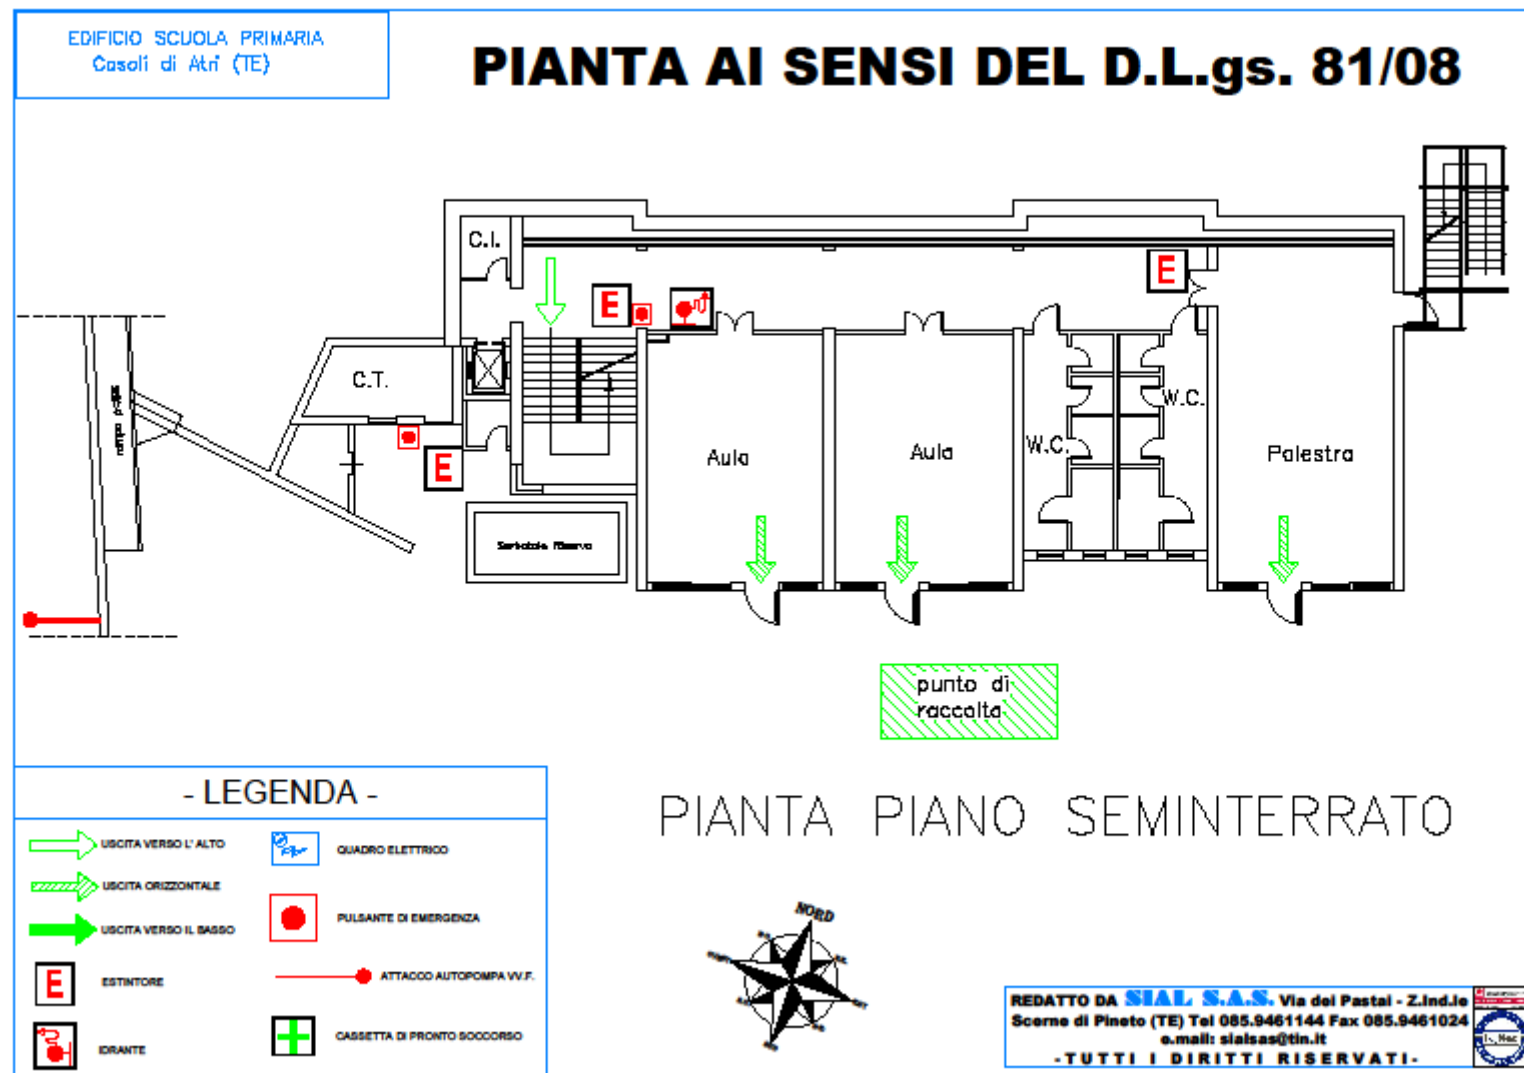 EDIFICIO SCUOLA PRIMARIA
Casoli di Atri (TE)
PIANTA AI SENSI DEL D.L.gs. 81/08
C.I.
E
E
C.T.
rampa
E
Aula
Aula
W.C.
W.C.
Palestra
Serbatoio Riserva
punto di
raccolta
- LEGENDA -
USCITA VERSO L' ALTO
USCITA ORIZZONTALE
USCITA VERSO IL BASSO
E
ESTINTORE
IDRANTE
QUADRO ELETTRICO
PULSANTE DI EMERGENZA
ATTACCO AUTOPOMPA VV.F.
CASSETTA DI PRONTO SOCCORSO
PIANTA PIANO SEMINTERRATO
NORD
REDATTO DA SIAL S.A.S. Via dei Pastai - Z.Ind.le
Scerne di Pineto (TE) Tel 085.9461144 Fax 085.9461024
e.mail: sialsas@tin.it
- TUTTI I DIRITTI RISERVATI -